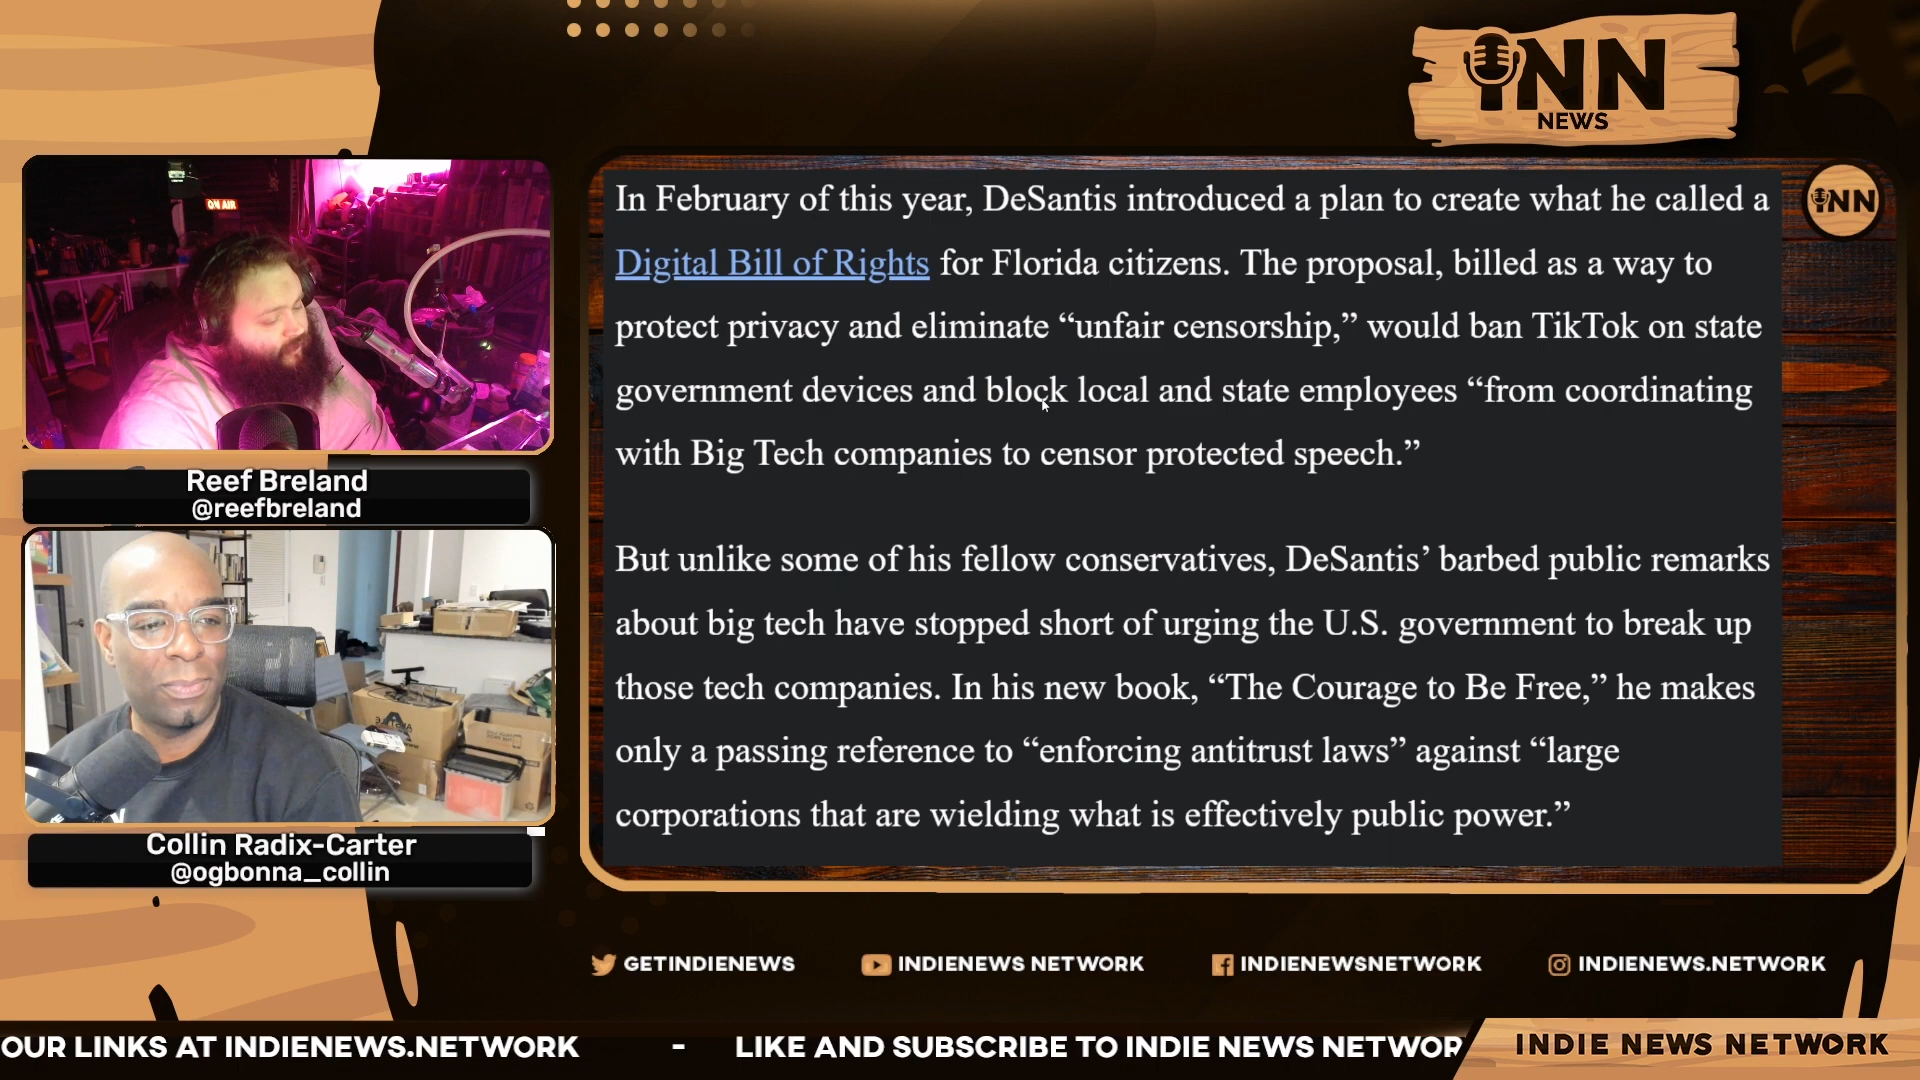 iNN
NEWS
ON AIR
Reef Breland
@reefbreland
Collin Radix-Carter
@ogbonna_collin
In February of this year, DeSantis introduced a plan to create what he called a
Digital Bill of Rights for Florida citizens. The proposal, billed as a way to
protect privacy and eliminate “unfair censorship,” would ban TikTok on state
government devices and block local and state employees “from coordinating
with Big Tech companies to censor protected speech.”
But unlike some of his fellow conservatives, DeSantis’ barbed public remarks
about big tech have stopped short of urging the U.S. government to break up
those tech companies. In his new book, “The Courage to Be Free,” he makes
only a passing reference to “enforcing antitrust laws” against “large
corporations that are wielding what is effectively public power.”
iNN
GETINDIENEWS
INDIENEWS NETWORK
INDIENEWSNETWORK
INDIENEWS.NETWORK
OUR LINKS AT INDIENEWS.NETWORK - LIKE AND SUBSCRIBE TO INDIE NEWS NETWOR
INDIE NEWS NETWORK